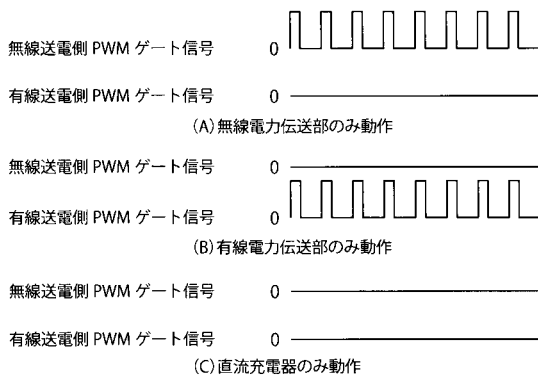 無線送電側 PWM ゲート信号 0
有線送電側 PWM ゲート信号 0
(A)無線電力伝送部のみ動作
無線送電側 PWM ゲート信号 0
有線送電側 PWM ゲート信号 0
(B)有線電力伝送部のみ動作
無線送電側 PWM ゲート信号 0
有線送電側 PWM ゲート信号 0
(C)直流充電器のみ動作